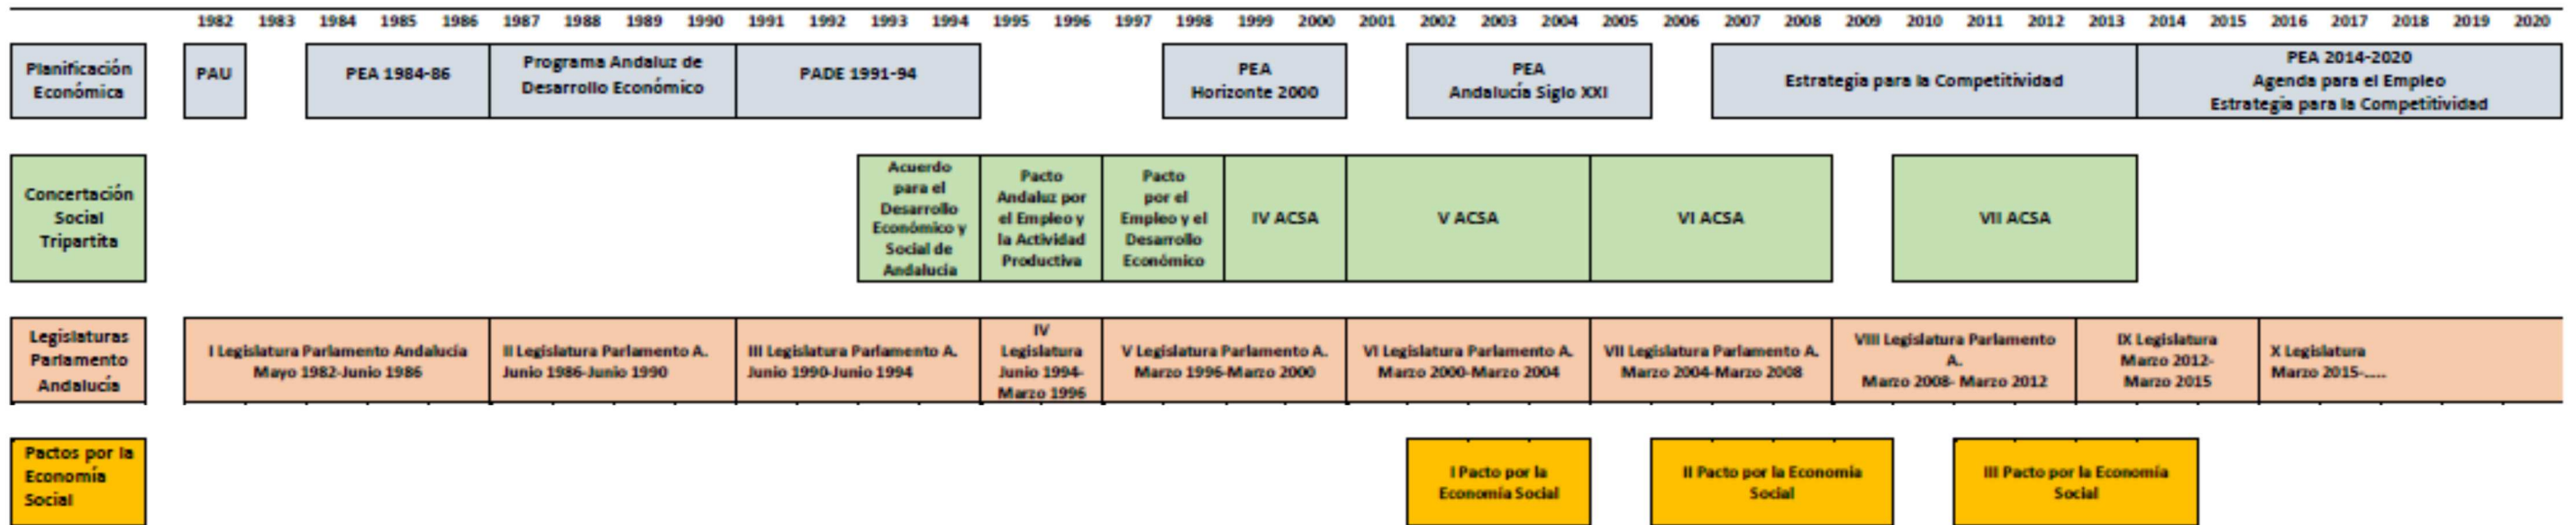 1982 1983 1984 1985 1986 1987 1988 1989 1990 1991 1992 1993 1994 1995 1996 1997 1998 1999 2000 2001 2002 2003 2004 2005 2006 2007 2008 2009 2010 2011 2012 2013 2014 2015 2016 2017 2018 2019 2020
Planificación
Económica
PAU
PEA 1984-86
Programa Andaluz de
Desarrollo Económico
PADE 1991-94
PEA
Horizonte 2000
PEA
Andalucía Siglo XXI
Estrategia para la Competitividad
PEA 2014-2020
Agenda para el Empleo
Estrategia para la Competitividad
Concertación
Social
Tripartita
Acuerdo
para el
Desarrollo
Económico y
Social de
Andalucía
Pacto
Andaluz por
el Empleo y
la Actividad
Productiva
Pacto
por el
Empleo y el
Desarrollo
Económico
IV ACSA
V ACSA
VI ACSA
VII ACSA
Legislaturas
Parlamento
Andalucía
I Legislatura Parlamento Andalucía
Mayo 1982-Junio 1986
II Legislatura Parlamento A.
Junio 1986-Junio 1990
III Legislatura Parlamento A.
Junio 1990-Junio 1994
IV
Legislatura
Junio 1994-
Marzo 1996
V Legislatura Parlamento A.
Marzo 1996-Marzo 2000
VI Legislatura Parlamento A.
Marzo 2000-Marzo 2004
VII Legislatura Parlamento A.
Marzo 2004-Marzo 2008
VIII Legislatura Parlamento
A.
Marzo 2008- Marzo 2012
IX Legislatura
Marzo 2012-
Marzo 2015
X Legislatura
Marzo 2015-.....
Pactos por la
Economía
Social
I Pacto por la
Economía Social
II Pacto por la Economía
Social
III Pacto por la Economía
Social